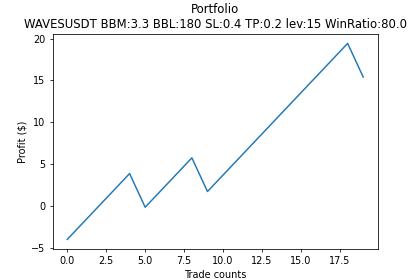 Portfolio
WAVESUSDT BBM:3.3 BBL:180 SL:0.4 TP:0.2 lev:15 WinRatio:80.0
20
15
10
5
0
−5
Profit ($)
0.0 2.5 5.0 7.5 10.0 12.5 15.0 17.5
Trade counts